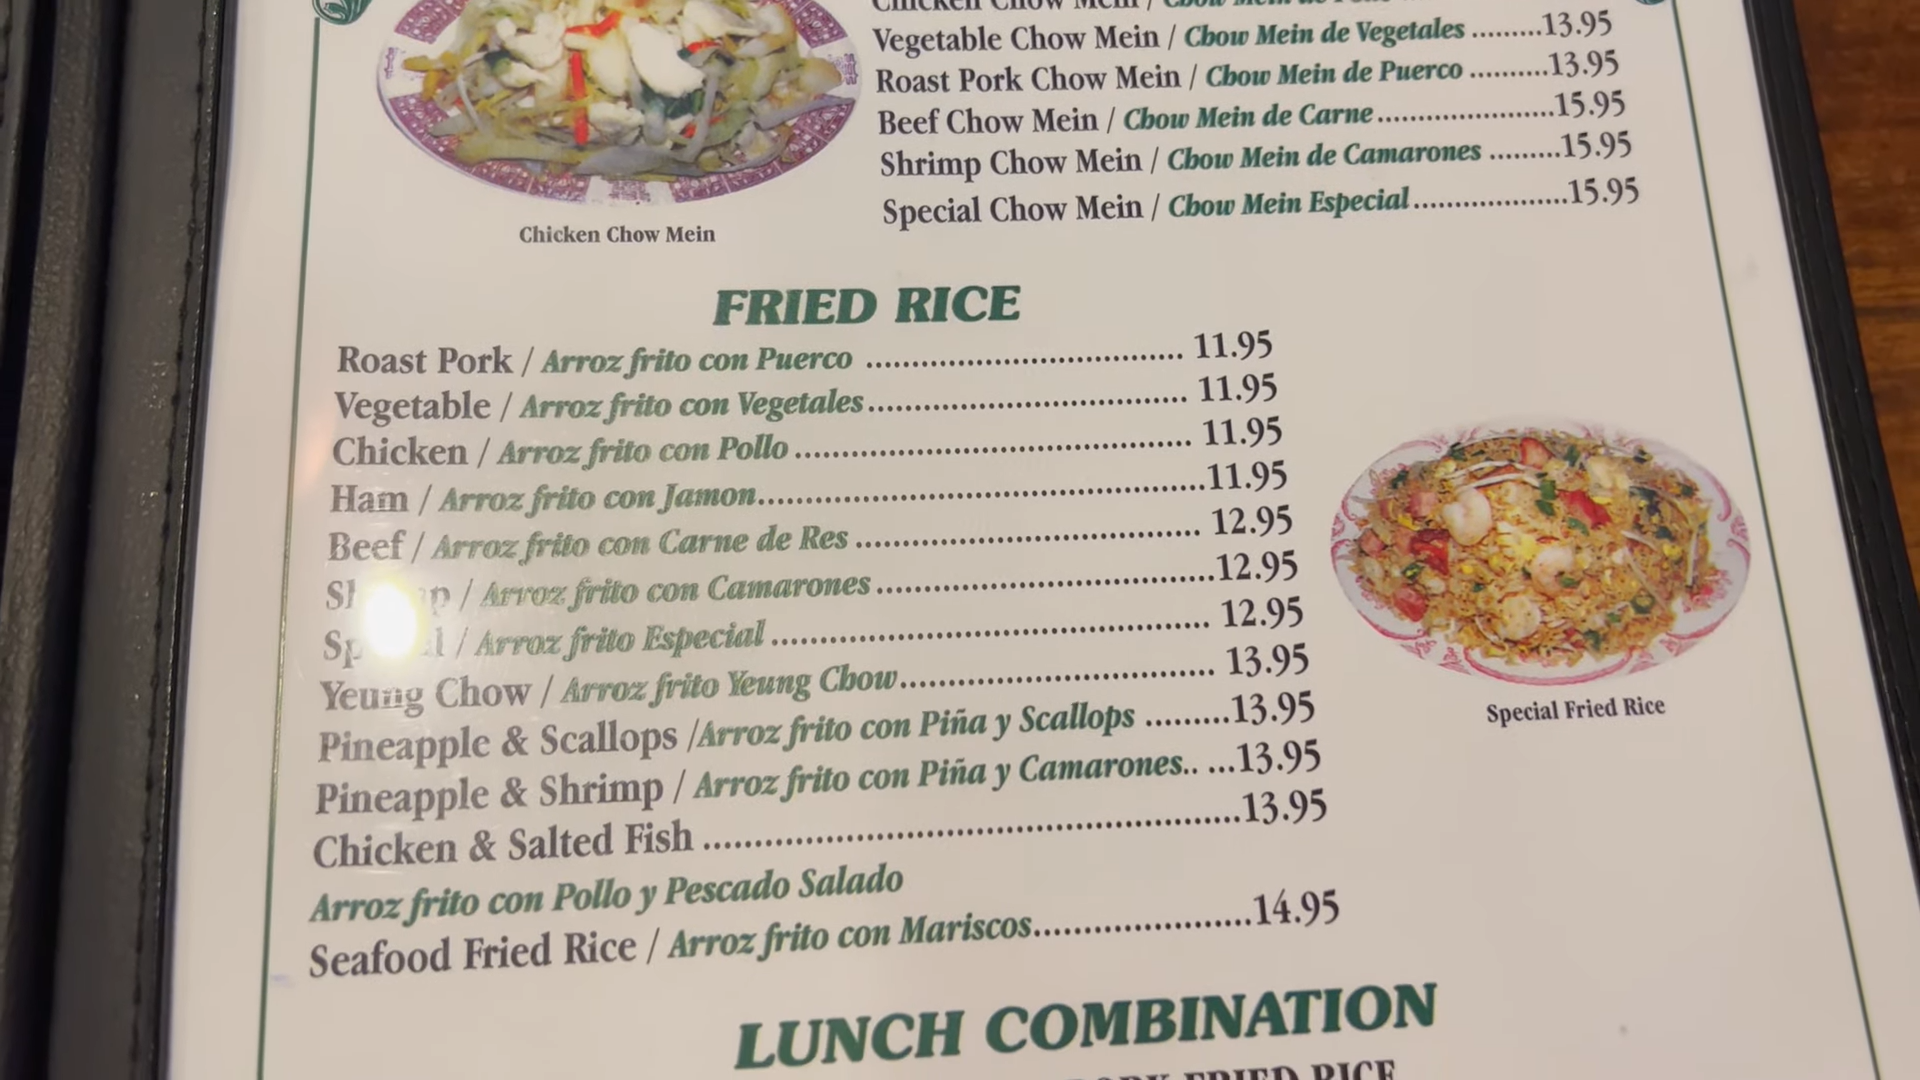 Vegetable Chow Mein / Chow Mein de Vegetales .........13.95
Roast Pork Chow Mein / Chow Mein de Puerco ..........13.95
Beef Chow Mein / Chow Mein de Carne......................15.95
Shrimp Chow Mein / Chow Mein de Camarones .........15.95
Special Chow Mein / Chow Mein Especial...................15.95
Chicken Chow Mein
FRIED RICE
Roast Pork / Arroz frito con Puerco ................................. 11.95
Vegetable / Arroz frito con Vegetales.................................. 11.95
Chicken / Arroz frito con Pollo.......................................... 11.95
Ham / Arroz frito con Jamon..............................................11.95
Beef / Arroz frito con Carne de Res.................................... 12.95
/ Arroz frito con Camarones....................................12.95
/ Arroz frito Especial.............................................. 12.95
Yeung Chow / Arroz frito Yeung Chow................................ 13.95
Pineapple & Scallops /Arroz frito con Piña y Scallops .........13.95
Pineapple & Shrimp / Arroz frito con Piña y Camarones.. ...13.95
Chicken & Salted Fish .......................................................13.95
Arroz frito con Pollo y Pescado Salado
Seafood Fried Rice / Arroz frito con Mariscos.......................14.95
Special Fried Rice
LUNCH COMBINATION
FRIED RICE